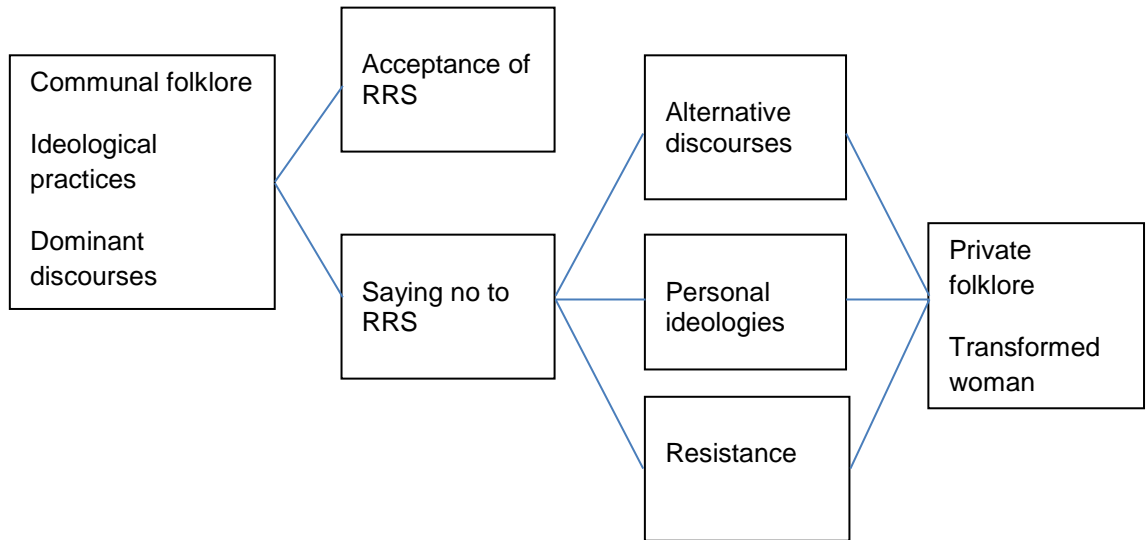 Communal folklore
Ideological
practices
Dominant
discourses
Acceptance of
RRS
Saying no to
RRS
Alternative
discourses
Personal
ideologies
Resistance
Private
folklore
Transformed
woman